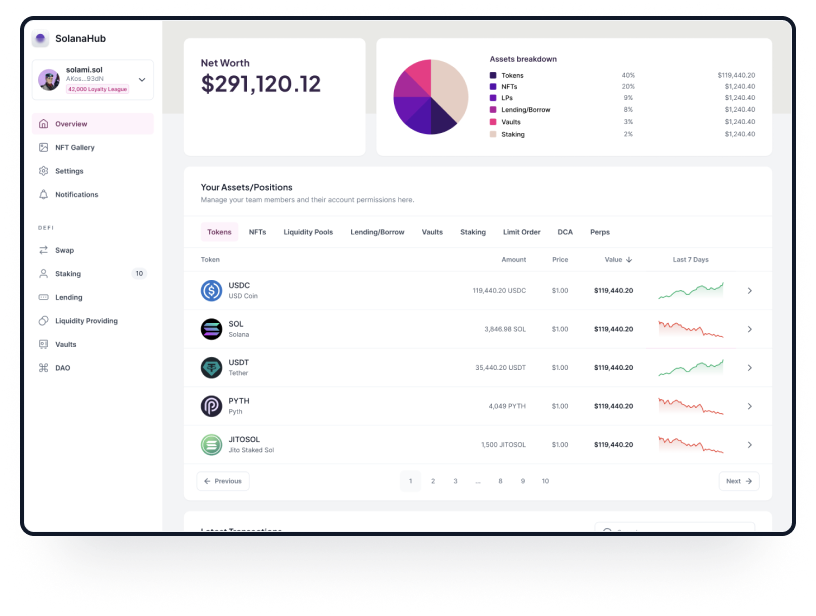 SolanaHub
solami.sol
AKos...93dN
42,000 Loyalty League
Overview
NFT Gallery
Settings
Notifications
DEFI
Swap
Staking 10
Lending
Liquidity Providing
Vaults
DAO
Net Worth
$291,120.12
Assets breakdown
Tokens 40% $119,440.20
NFTs 20% $1,240.40
LPs 9% $1,240.40
Lending/Borrow 8% $1,240.40
Vaults 3% $1,240.40
Staking 2% $1,240.40
Your Assets/Positions
Manage your team members and their account permissions here.
Tokens NFTs Liquidity Pools Lending/Borrow Vaults Staking Limit Order DCA Perps
Token Amount Price Value Last 7 Days
USDC
USD Coin
119,440.20 USDC $1.00 $119,440.20
SOL
Solana
3,846.98 SOL $1.00 $119,440.20
USDT
Tether
35,440.20 USDT $1.00 $119,440.20
PYTH
Pyth
4,049 PYTH $1.00 $119,440.20
JITOSOL
Jito Staked Sol
1,500 JITOSOL $1.00 $119,440.20
Previous 1 2 3 ... 8 9 10 Next
Latest Transactions